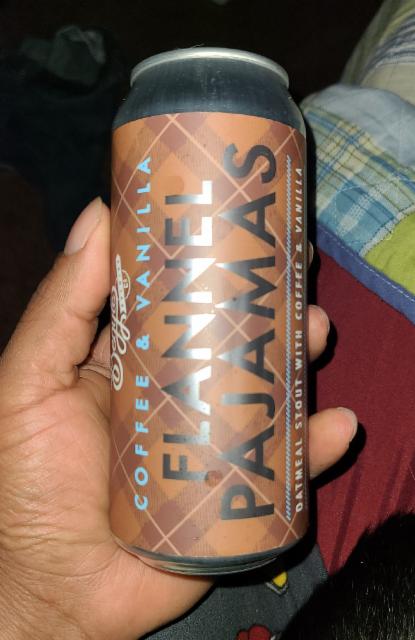 COFFEE & VANILLA
FLANNEL
PAJAMAS
OATMEAL STOUT WITH COFFEE & VANILLA